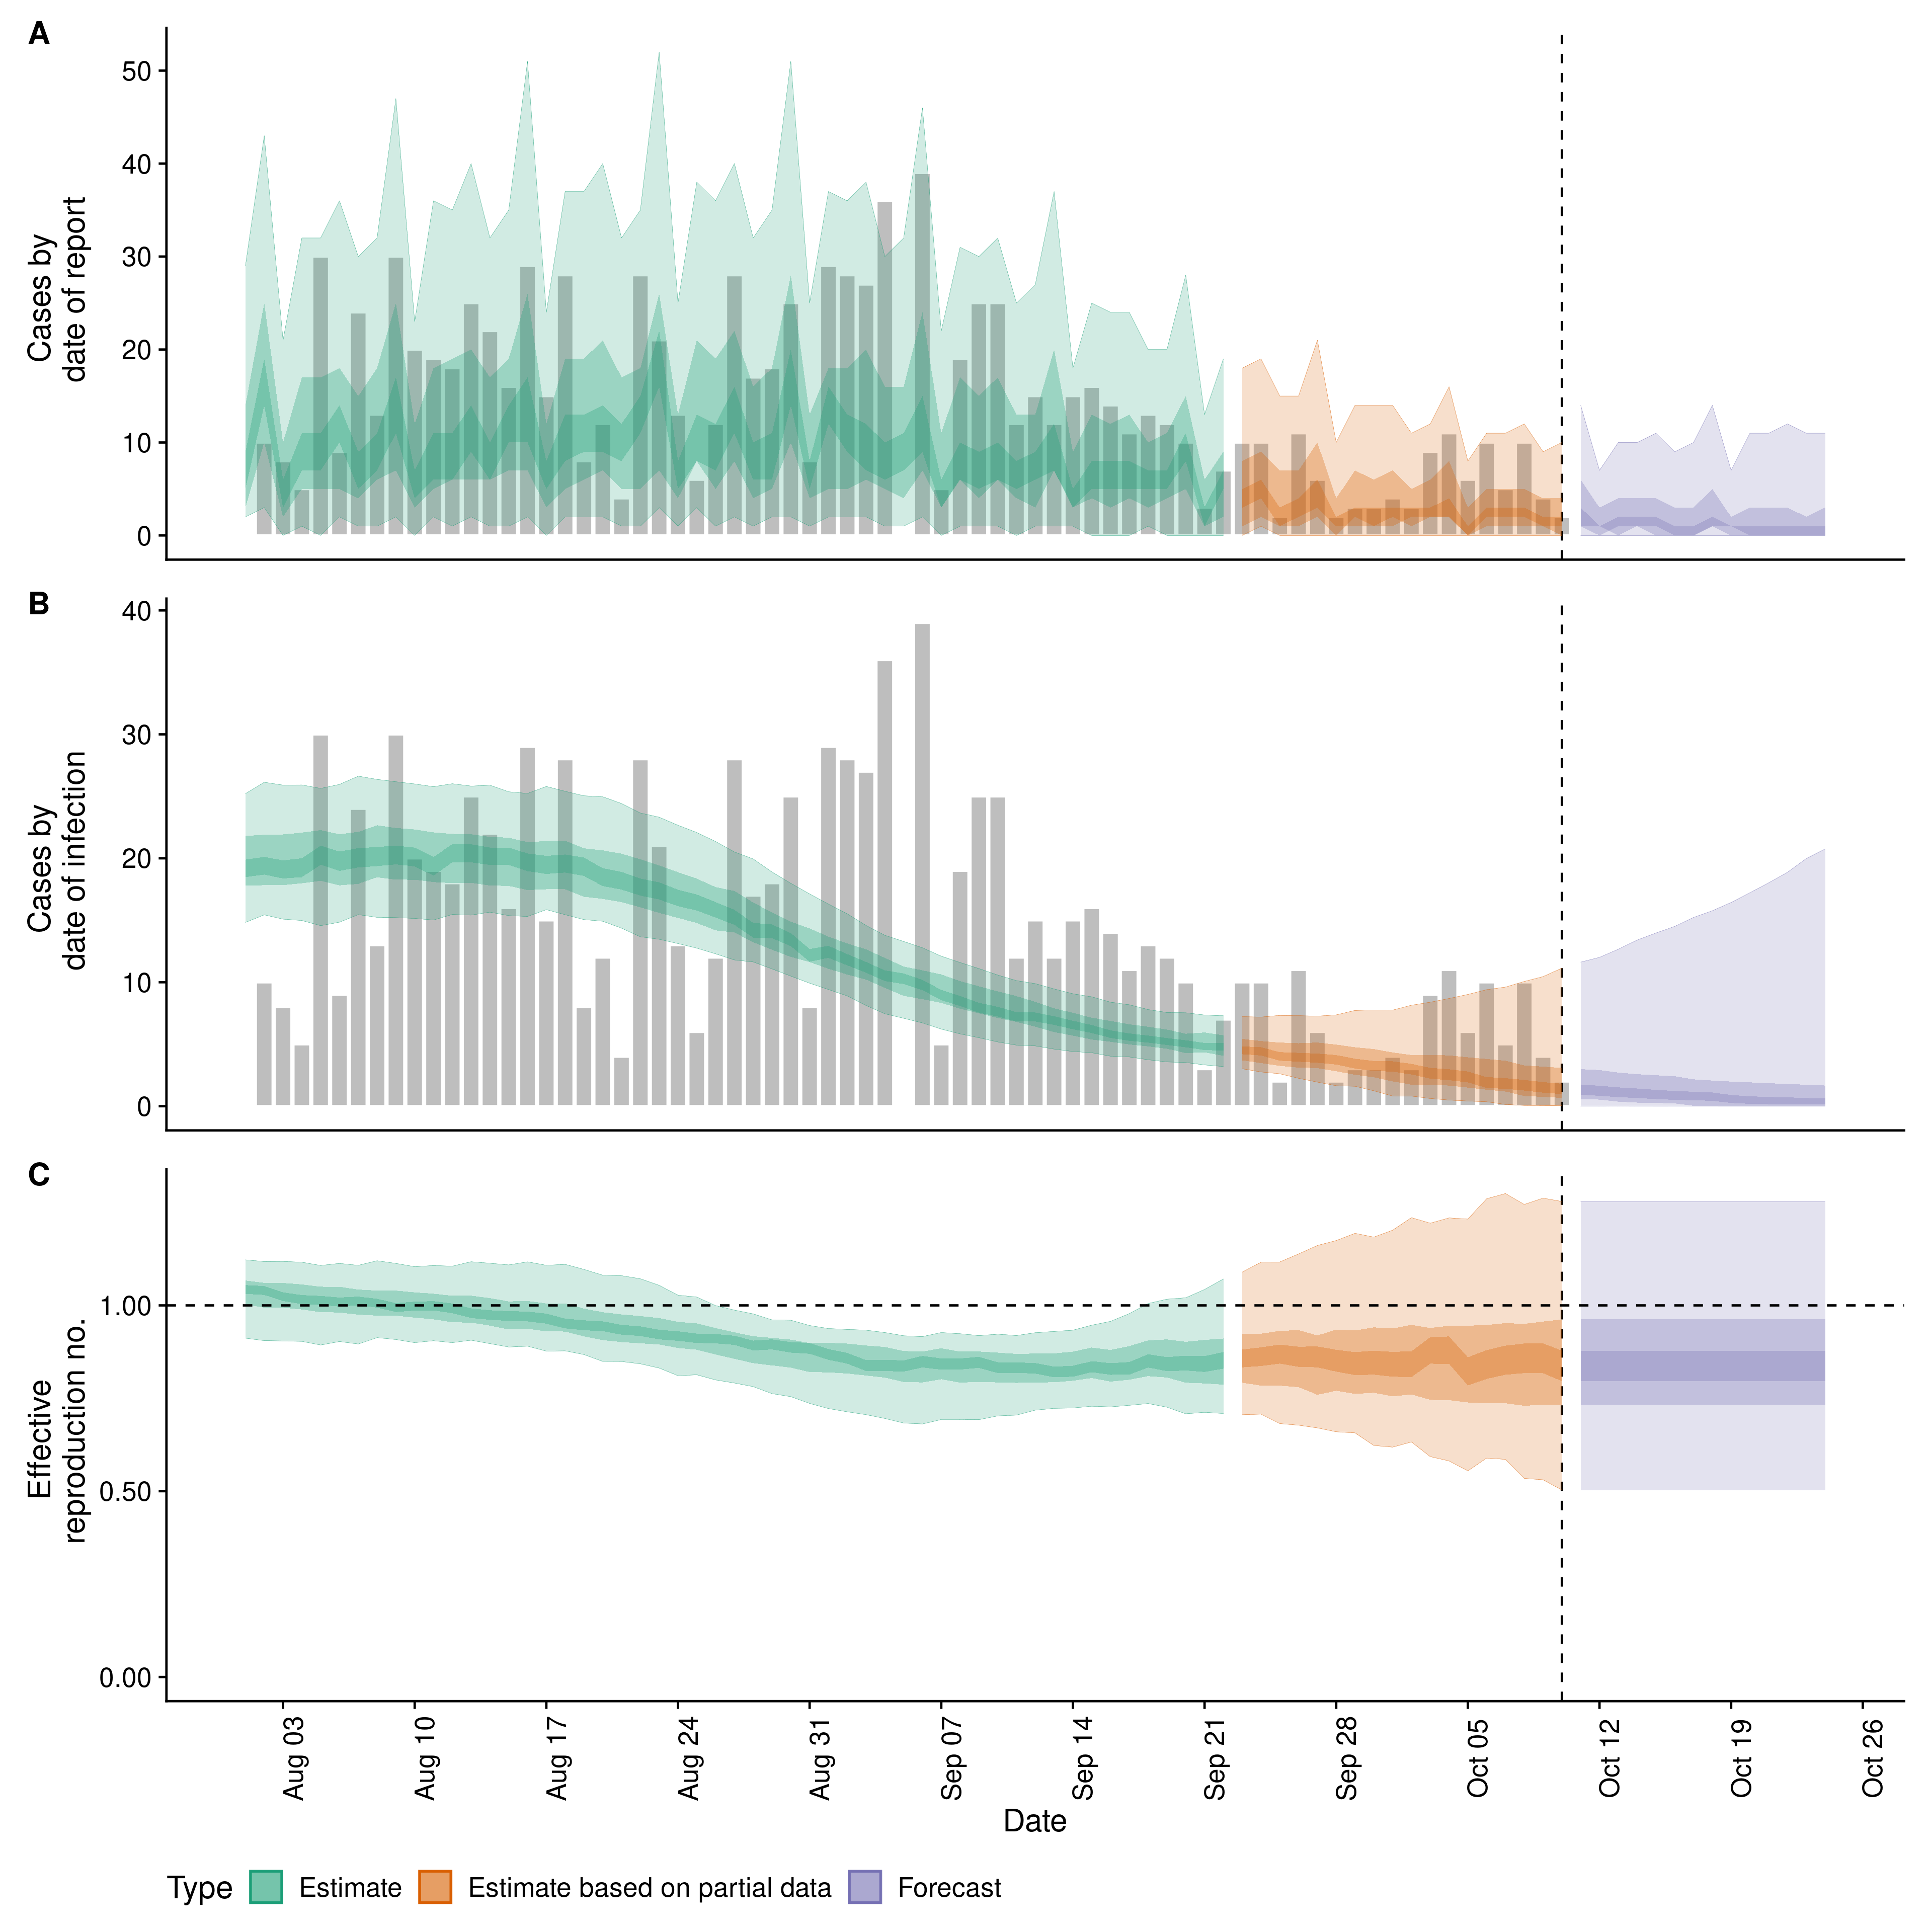 A
50
40
30
20
10
0
Cases by
date of report
B
40
30
20
10
0
Cases by
date of infection
C
1.00
0.50
0.00
Effective
reproduction no.
Aug 03
Aug 10
Aug 17
Aug 24
Aug 31
Sep 07
Sep 14
Sep 21
Sep 28
Oct 05
Oct 12
Oct 19
Oct 26
Date
Type Estimate Estimate based on partial data Forecast